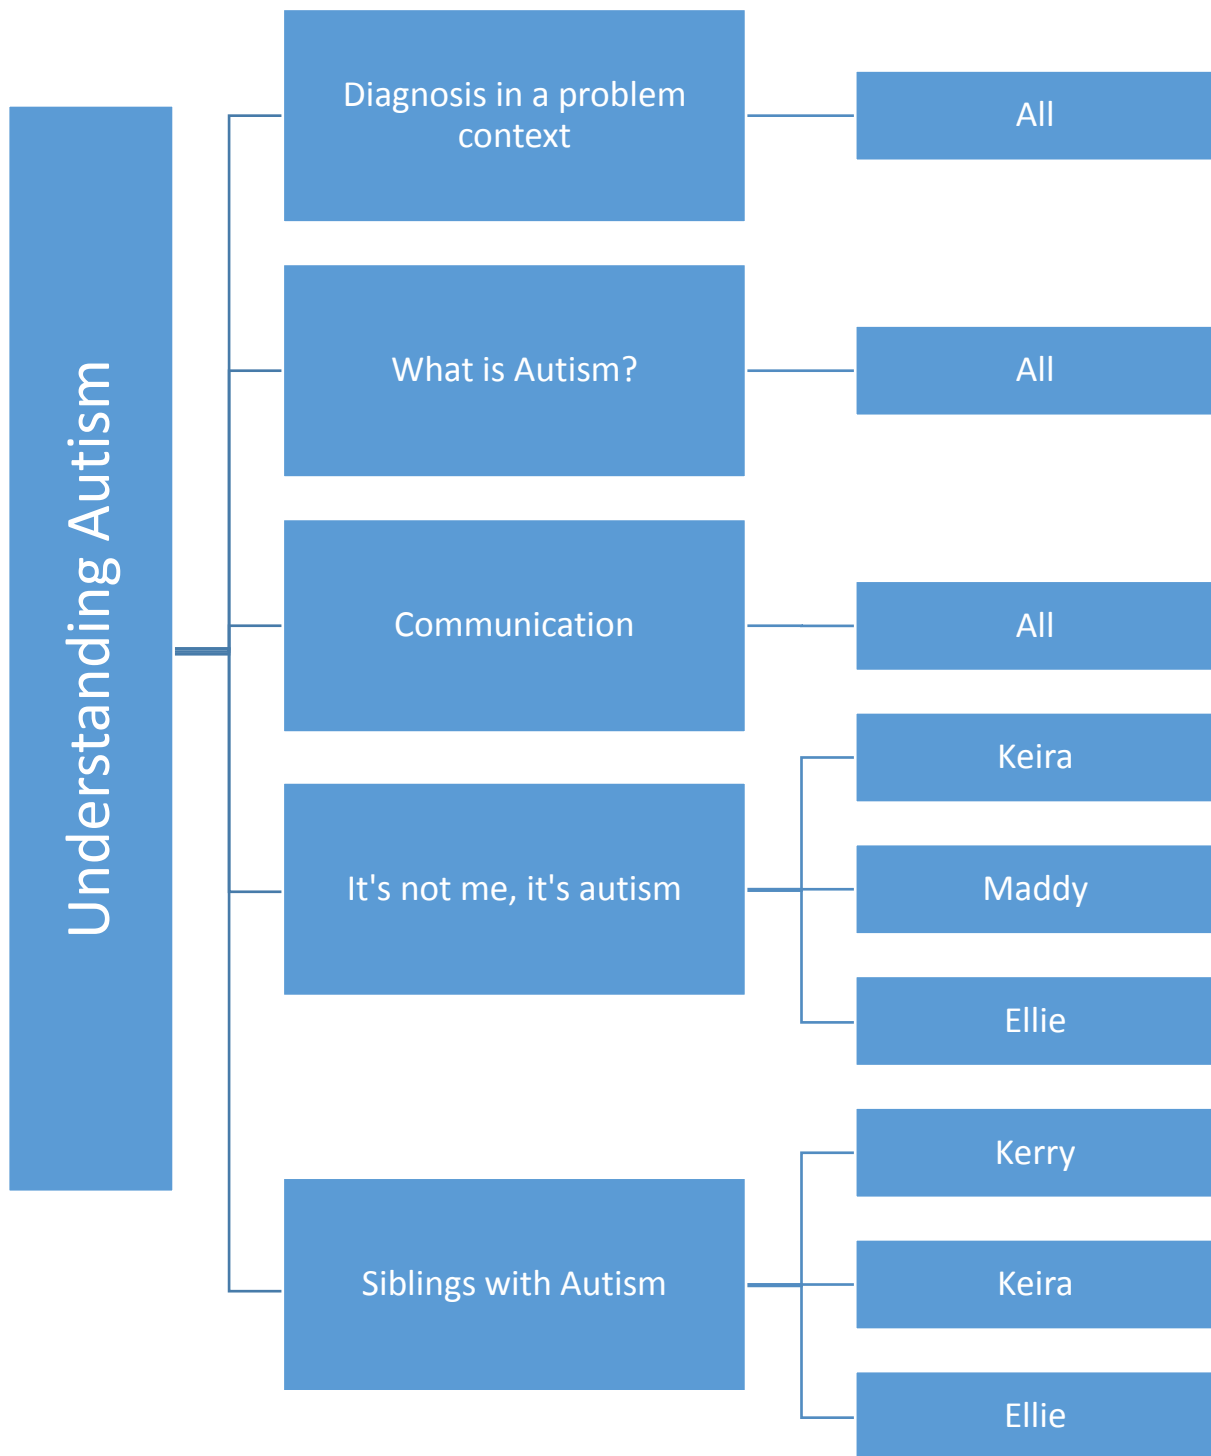 Understanding Autism
Diagnosis in a problem
context
All
What is Autism?
All
Communication
All
It's not me, it's autism
Keira
Maddy
Ellie
Siblings with Autism
Kerry
Keira
Ellie